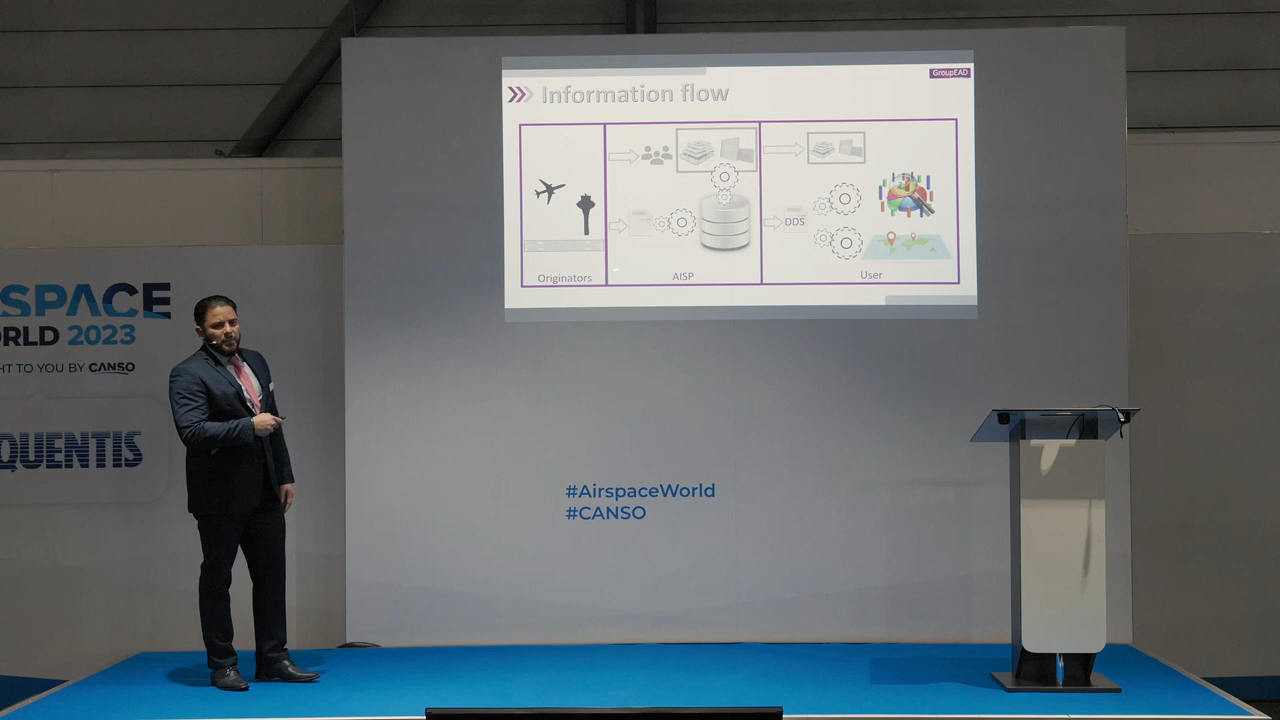 GroupEAD
Information flow
DDS
Originators
AISP
User
SPACE
RLD 2023
HT TO YOU BY CANSO
QUENTIS
#AirspaceWorld
#CANSO